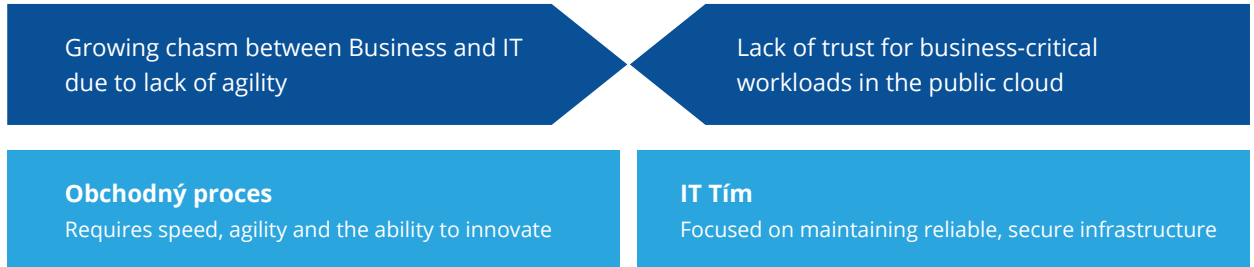 Growing chasm between Business and IT
due to lack of agility
Lack of trust for business-critical
workloads in the public cloud
Obchodný proces
Requires speed, agility and the ability to innovate
IT Tím
Focused on maintaining reliable, secure infrastructure